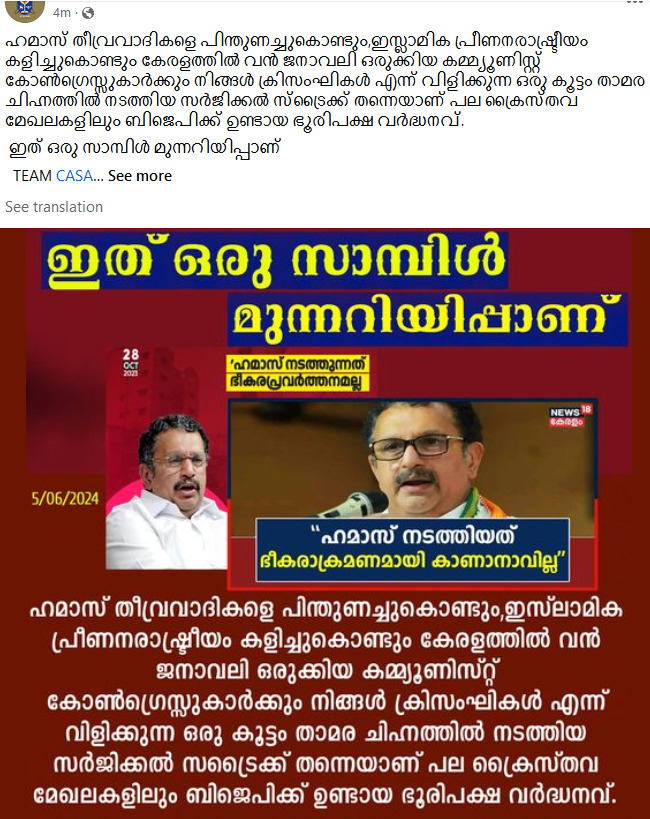 4m
ഹമാസ് തീവ്രവാദികളെ പിന്തുണച്ചുകൊണ്ടും,ഇസ്ലാമിക പ്രീണനരാഷ്ട്രീയം
കളിച്ചുകൊണ്ടും കേരളത്തിൽ വൻ ജനാവലി ഒരുക്കിയ കമ്മ്യൂണിസ്റ്റ്
കോൺഗ്രെസ്സുകാർക്കും നിങ്ങൾ ക്രിസംഘികൾ എന്ന് വിളിക്കുന്ന ഒരു കൂട്ടം താമര
ചിഹ്നത്തിൽ നടത്തിയ സർജിക്കൽ സ്ട്രൈക്ക് തന്നെയാണ് പല ക്രൈസ്തവ
മേഖലകളിലും ബിജെപിക്ക് ഉണ്ടായ ഭൂരിപക്ഷ വർദ്ധനവ്.
ഇത് ഒരു സാമ്പിൾ മുന്നറിയിപ്പാണ്
TEAM CASA... See more
See translation
ഇത് ഒരു സാമ്പിൾ
മുന്നറിയിപ്പാണ്
28
OCT
2023
‘ഹമാസ് നടത്തുന്നത്
ഭീകരപ്രവർത്തനമല്ല
NEWS 18
കേരളം
5/06/2024
“ഹമാസ് നടത്തിയത്
ഭീകരാക്രമണമായി കാണാനാവില്ല”
ഹമാസ് തീവ്രവാദികളെ പിന്തുണച്ചുകൊണ്ടും,ഇസ്ലാമിക
പ്രീണനരാഷ്ട്രീയം കളിച്ചുകൊണ്ടും കേരളത്തിൽ വൻ
ജനാവലി ഒരുക്കിയ കമ്മ്യൂണിസ്റ്റ്
കോൺഗ്രെസ്സുകാർക്കും നിങ്ങൾ ക്രിസംഘികൾ എന്ന്
വിളിക്കുന്ന ഒരു കൂട്ടം താമര ചിഹ്നത്തിൽ നടത്തിയ
സർജിക്കൽ സട്രൈക്ക് തന്നെയാണ് പല ക്രൈസ്തവ
മേഖലകളിലും ബിജെപിക്ക് ഉണ്ടായ ഭൂരിപക്ഷ വർദ്ധനവ്.